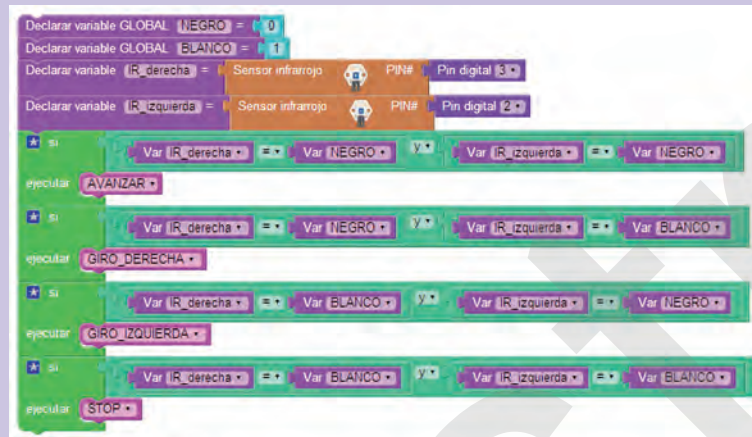 Declarar variable GLOBAL NEGRO = 0
Declarar variable GLOBAL BLANCO = 1
Declarar variable IR_derecha = Sensor infrarrojo PIN# Pin digital 3
Declarar variable IR_izquierda = Sensor infrarrojo PIN# Pin digital 2
si Var IR_derecha = Var NEGRO y Var IR_izquierda = Var NEGRO
ejecutar AVANZAR
si Var IR_derecha = Var NEGRO y Var IR_izquierda = Var BLANCO
ejecutar GIRO_DERECHA
si Var IR_derecha = Var BLANCO y Var IR_izquierda = Var NEGRO
ejecutar GIRO_IZQUIERDA
si Var IR_derecha = Var BLANCO y Var IR_izquierda = Var BLANCO
ejecutar STOP